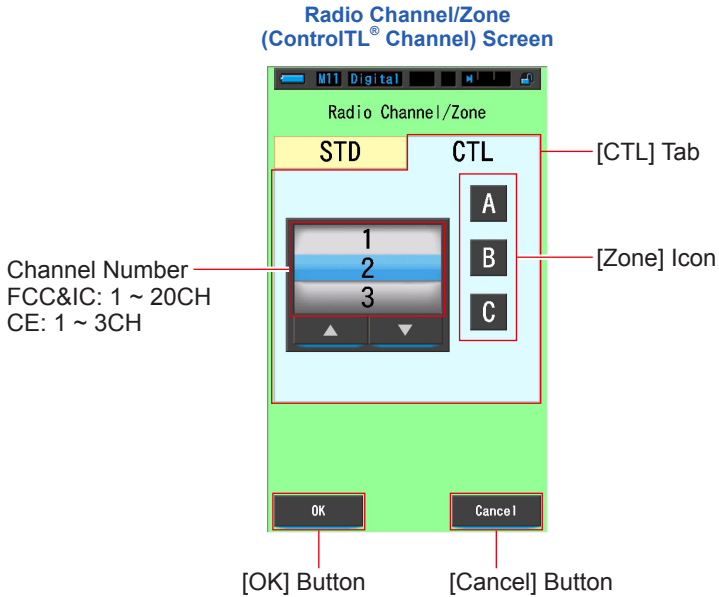 Radio Channel/Zone
(ControlTL® Channel) Screen
M11 Digital
Radio Channel/Zone
STD
CTL
[CTL] Tab
A
1
B
[Zone] Icon
Channel Number
2
FCC&IC: 1 ~ 20CH
3
C
CE: 1 ~ 3CH
▲ ▼
OK
Cancel
[OK] Button
[Cancel] Button